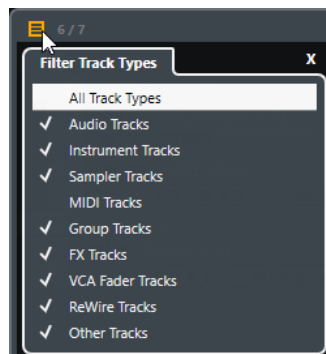 6 / 7
Filter Track Types X
All Track Types
✓ Audio Tracks
✓ Instrument Tracks
✓ Sampler Tracks
MIDI Tracks
✓ Group Tracks
✓ FX Tracks
✓ VCA Fader Tracks
✓ ReWire Tracks
✓ Other Tracks